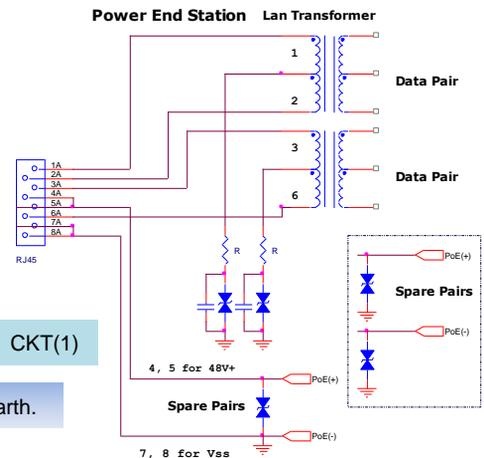 Power End Station
Lan Transformer
1
2
Data Pair
3
6
Data Pair
1A
2A
3A
4A
5A
6A
7A
8A
RJ45
R
R
PoE(+)
Spare Pairs
PoE(-)
CKT(1)
arth.
4, 5 for 48V+
PoE(+)
Spare Pairs
PoE(-)
7, 8 for Vss